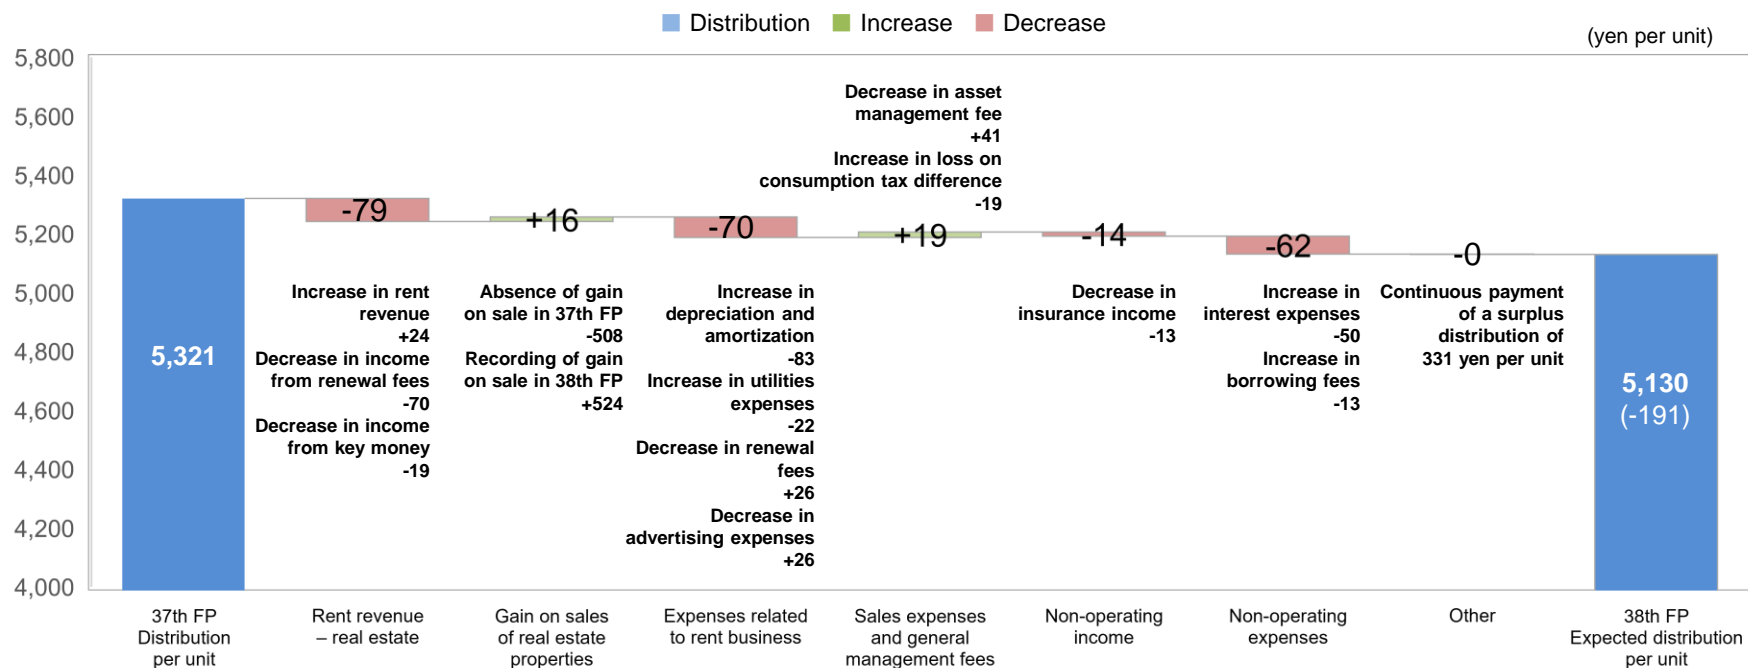 Distribution Increase Decrease
(yen per unit)
5,800
5,600
5,400
5,200
5,000
4,800
4,600
4,400
4,200
4,000
5,321
-79
+16
-70
+19
-14
-62
-0
5,130
(-191)
Increase in rent
revenue
+24
Decrease in income
from renewal fees
-70
Decrease in income
from key money
-19
Absence of gain
on sale in 37th FP
-508
Recording of gain
on sale in 38th FP
+524
Increase in
depreciation and
amortization
-83
Increase in utilities
expenses
-22
Decrease in renewal
fees
+26
Decrease in
advertising expenses
+26
Decrease in asset
management fee
+41
Increase in loss on
consumption tax difference
-19
Decrease in
insurance income
-13
Increase in
interest expenses
-50
Increase in
borrowing fees
-13
Continuous payment
of a surplus
distribution of
331 yen per unit
37th FP
Distribution
per unit
Rent revenue
– real estate
Gain on sales
of real estate
properties
Expenses related
to rent business
Sales expenses
and general
management fees
Non-operating
income
Non-operating
expenses
Other
38th FP
Expected distribution
per unit